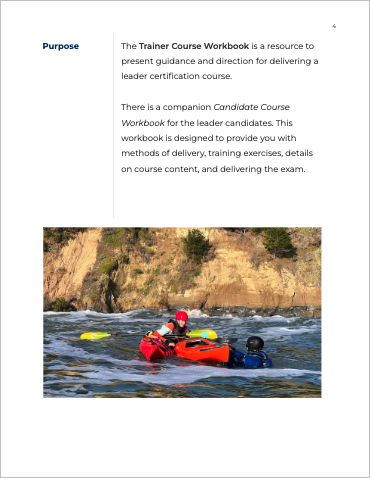 4
Purpose
The Trainer Course Workbook is a resource to
present guidance and direction for delivering a
leader certification course.
There is a companion Candidate Course
Workbook for the leader candidates. This
workbook is designed to provide you with
methods of delivery, training exercises, details
on course content, and delivering the exam.